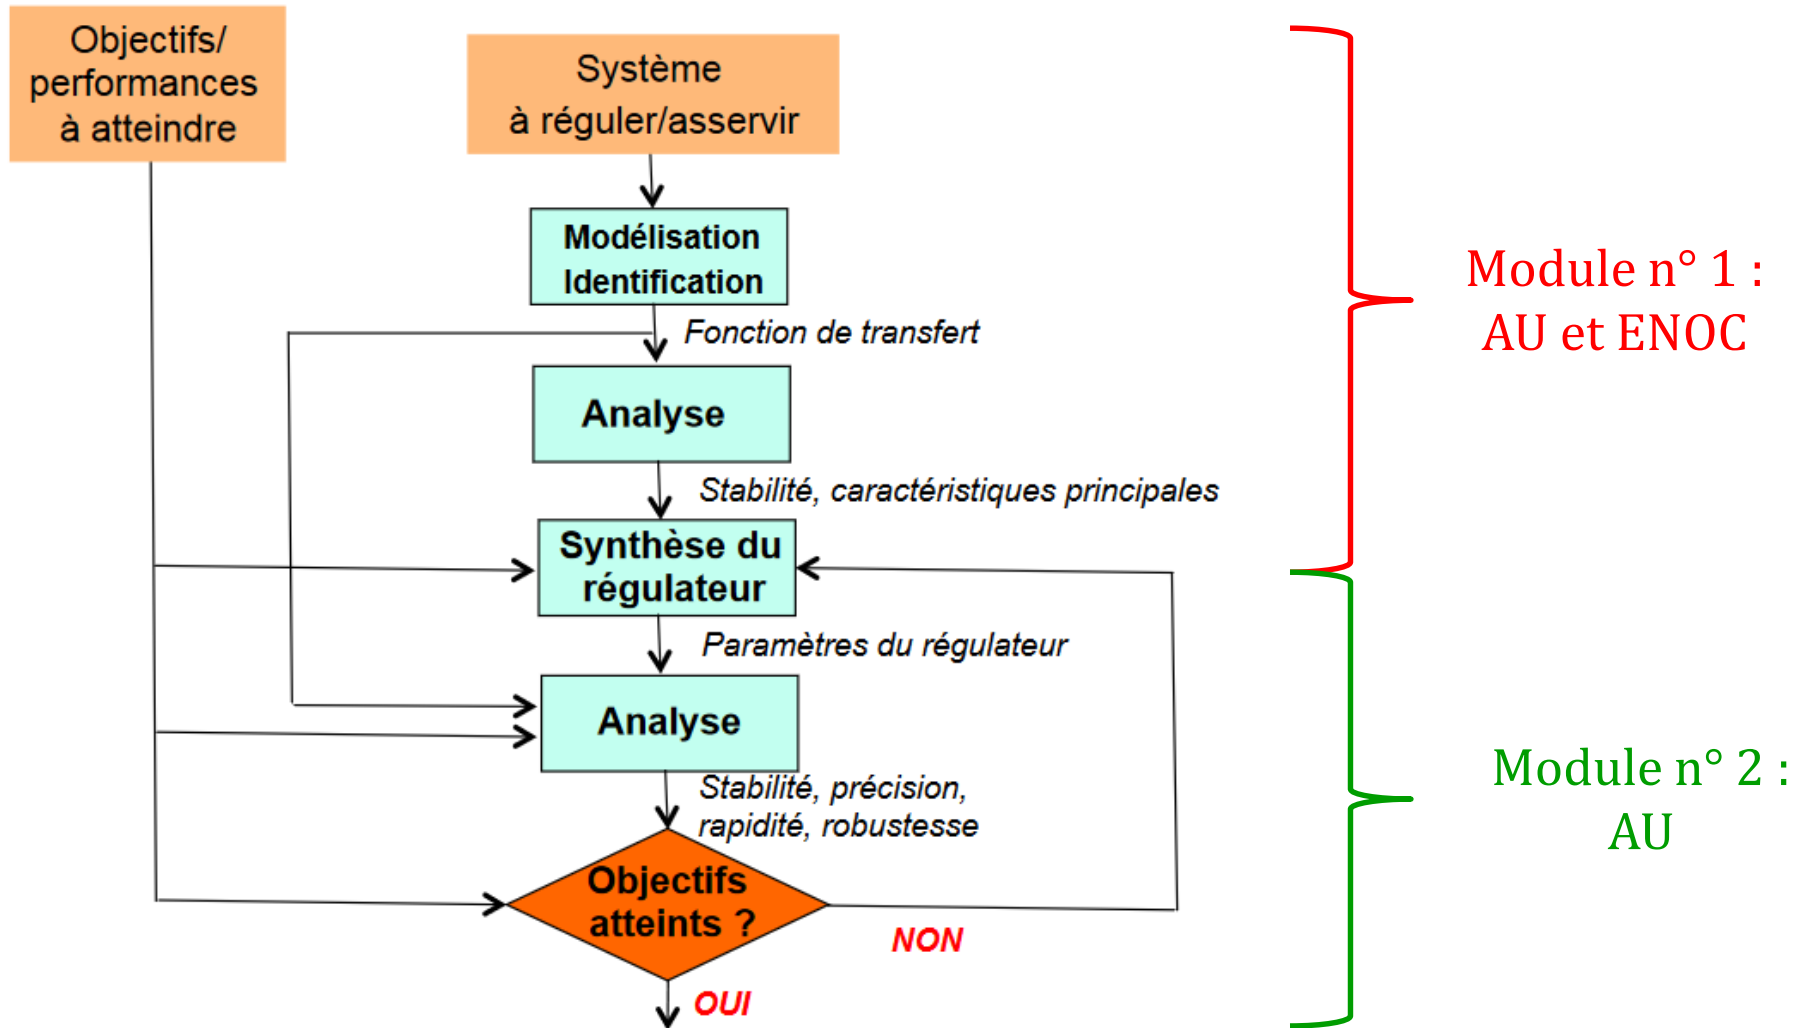 Objectifs/
performances
à atteindre
Système
à réguler/asservir
Modélisation
Identification
Fonction de transfert
Analyse
Stabilité, caractéristiques principales
Synthèse du
régulateur
Paramètres du régulateur
Analyse
Stabilité, précision,
rapidité, robustesse
Objectifs
atteints ?
NON
OUI
Module n° 1 :
AU et ENOC
Module n° 2 :
AU